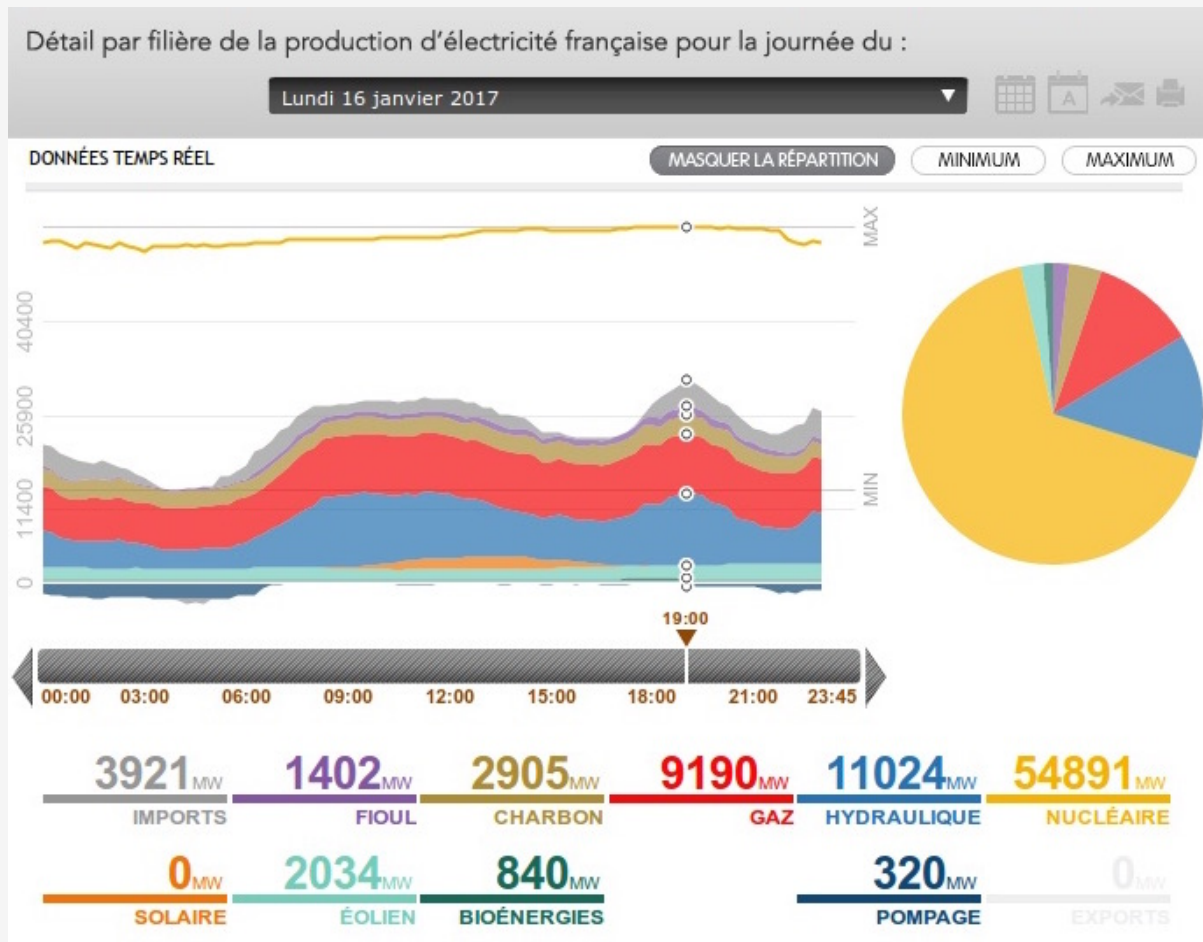 Détail par filière de la production d’électricité française pour la journée du :
Lundi 16 janvier 2017
A
DONNÉES TEMPS RÉEL
MASQUER LA RÉPARTITION
MINIMUM
MAXIMUM
MAX
40400
25900
11400
MIN
0
19:00
00:00 03:00 06:00 09:00 12:00 15:00 18:00 21:00 23:45
3921MW 1402MW 2905MW 9190MW 11024MW 54891MW
IMPORTS FIOUL CHARBON GAZ HYDRAULIQUE NUCLÉAIRE
0MW 2034MW 840MW 320MW 0MW
SOLAIRE ÉOLIEN BIOÉNERGIES POMPAGE EXPORTS